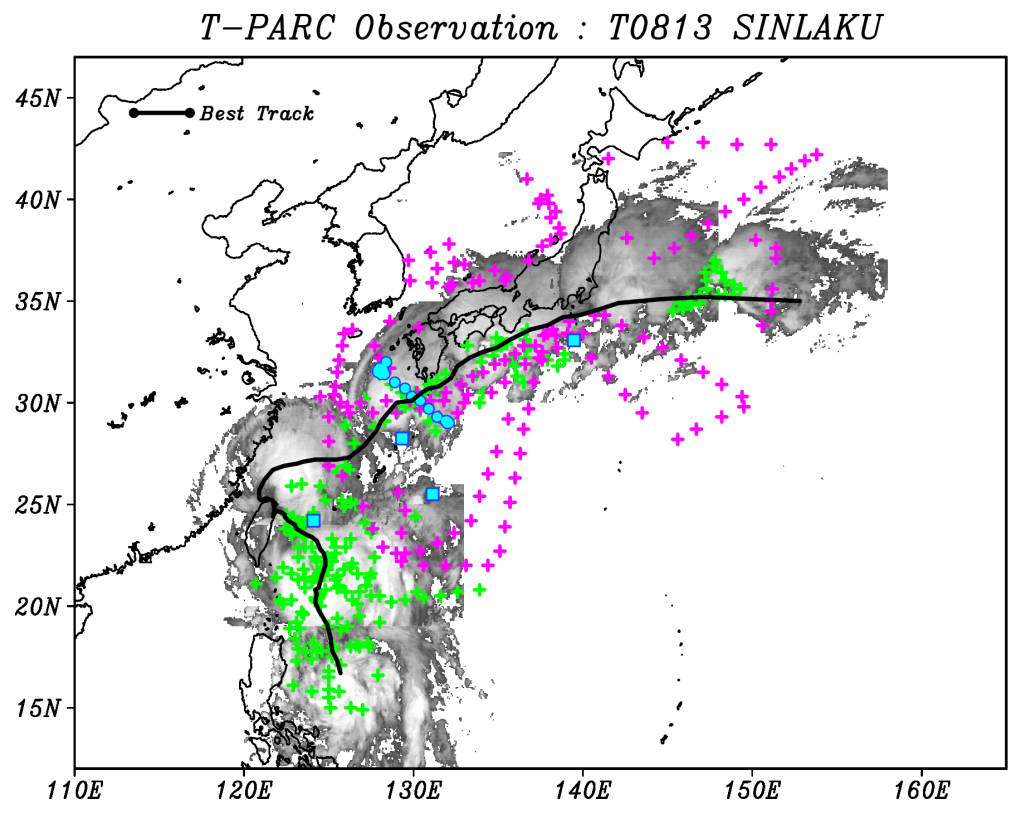 T-PARC Observation : T0813 SINLAKU
45N
Best Track
40N
35N
30N
25N
20N
15N
110E 120E 130E 140E 150E 160E